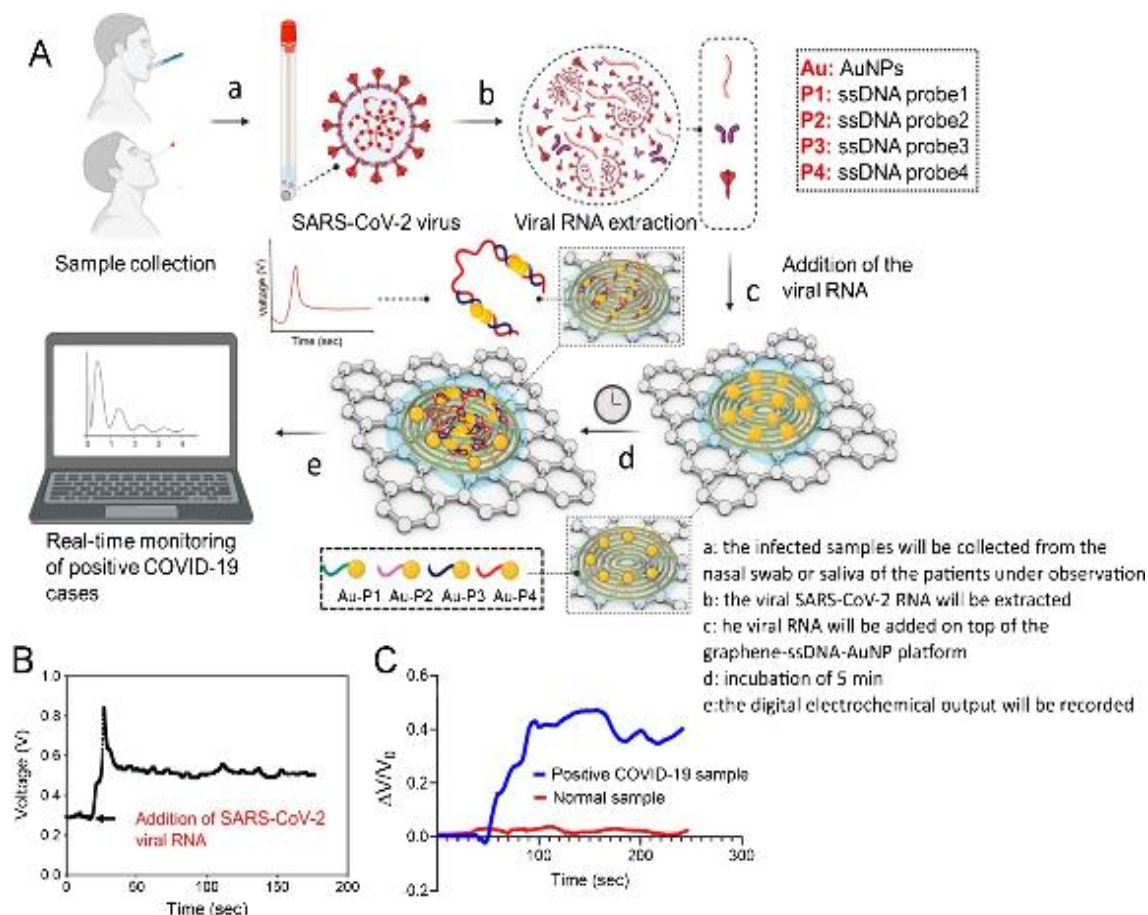 A
a
b
Au: AuNPs
P1: ssDNA probe1
P2: ssDNA probe2
P3: ssDNA probe3
P4: ssDNA probe4
SARS-CoV-2 virus
Viral RNA extraction
Sample collection
Voltage (V)
Time (sec)
c
Addition of the
viral RNA
0 1 2 3 4
e
d
Real-time monitoring
of positive COVID-19
cases
Au-P1 Au-P2 Au-P3 Au-P4
a: the infected samples will be collected from the
nasal swab or saliva of the patients under observation
b: the viral SARS-CoV-2 RNA will be extracted
c: he viral RNA will be added on top of the
graphene-ssDNA-AuNP platform
d: incubation of 5 min
e:the digital electrochemical output will be recorded
B
Voltage (V)
1.0
0.8
0.6
0.4
0.2
0.0
0 50 100 150 200
Time (sec)
Addition of SARS-CoV-2
viral RNA
C
ΔV/V0
0.6
0.4
0.2
0.0
-0.2
100 200 300
Time (sec)
Positive COVID-19 sample
Normal sample